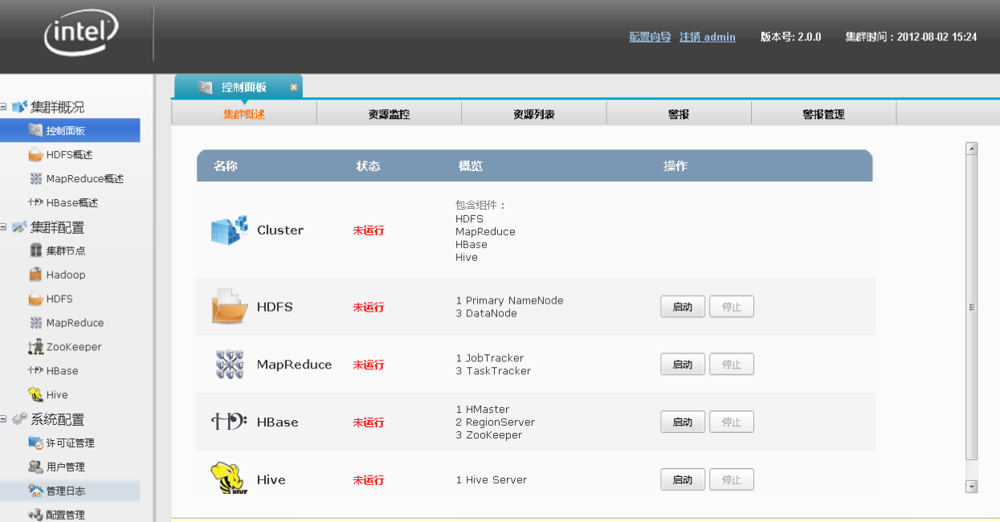 intel
配置向导 注销 admin 版本号: 2.0.0 集群时间 : 2012-08-02 15:24
控制面板
集群概述 资源监控 资源列表 警报 警报管理
集群概况
控制面板
HDFS概述
MapReduce概述
HBase概述
集群配置
集群节点
Hadoop
HDFS
MapReduce
ZooKeeper
HBase
Hive
系统配置
许可证管理
用户管理
管理日志
配置管理
名称 状态 概览 操作
Cluster 未运行
包含组件 :
HDFS
MapReduce
HBase
Hive
HDFS 未运行
1 Primary NameNode
3 DataNode
启动 停止
MapReduce 未运行
1 JobTracker
3 TaskTracker
启动 停止
HBase 未运行
1 HMaster
2 RegionServer
3 ZooKeeper
启动 停止
HIVE
Hive 未运行
1 Hive Server
启动 停止